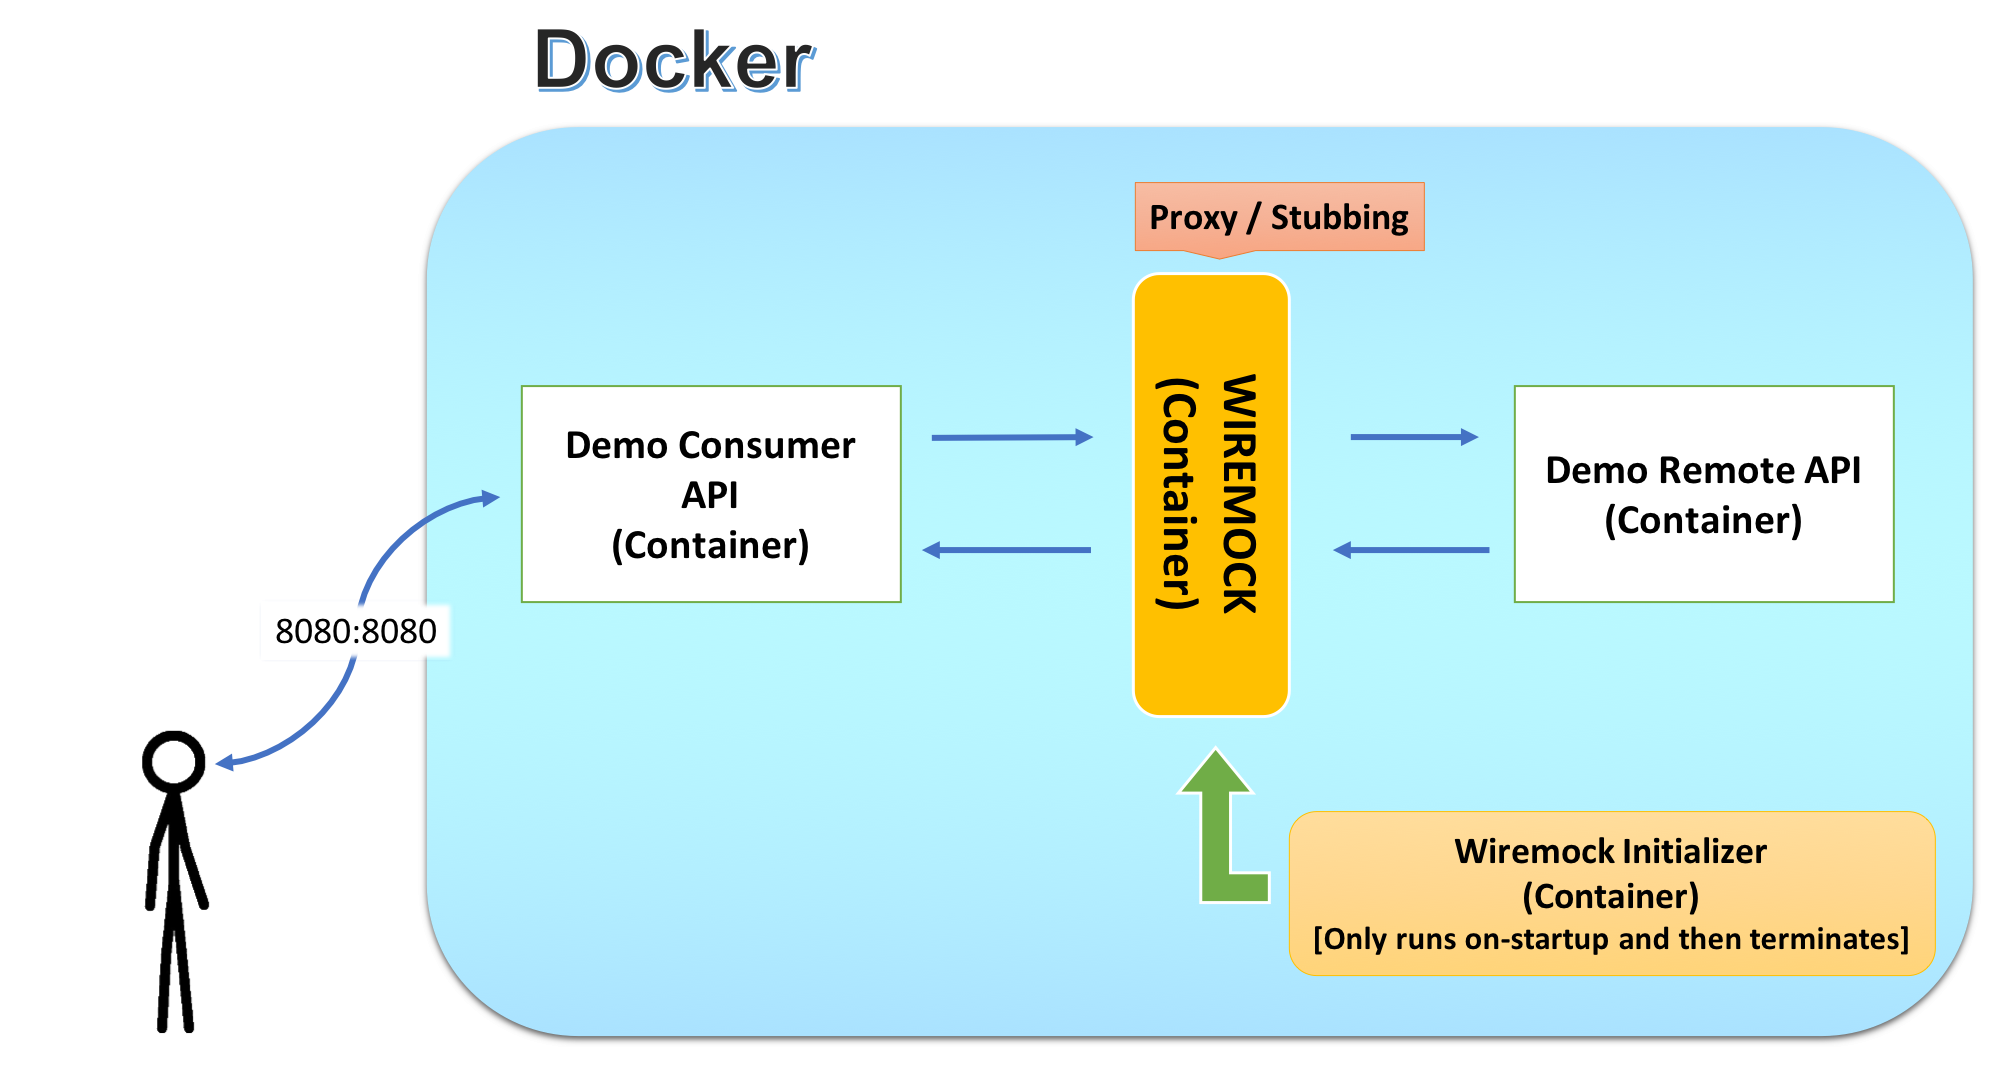 Docker
Proxy / Stubbing
WIREMOCK
(Container)
Demo Consumer
API
(Container)
Demo Remote API
(Container)
8080:8080
Wiremock Initializer
(Container)
[Only runs on-startup and then terminates]